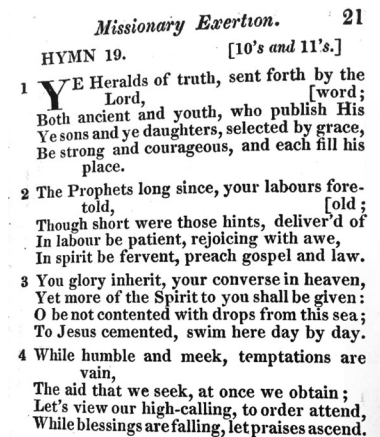 Missionary Exertion. 21
HYMN 19. [10's and 11's.]
1 YE Heralds of truth, sent forth by the
Lord, [word;
Both ancient and youth, who publish His
Ye sons and ye daughters, selected by grace,
Be strong and courageous, and each fill his
place.
2 The Prophets long since, your labours fore-
told, [old;
Though short were those hints, deliver'd of
In labour be patient, rejoicing with awe,
In spirit be fervent, preach gospel and law.
3 You glory inherit, your converse in heaven,
Yet more of the Spirit to you shall be given:
O be not contented with drops from this sea;
To Jesus cemented, swim here day by day.
4 While humble and meek, temptations are
vain,
The aid that we seek, at once we obtain;
Let's view our high-calling, to order attend,
While blessings are falling, let praises ascend.